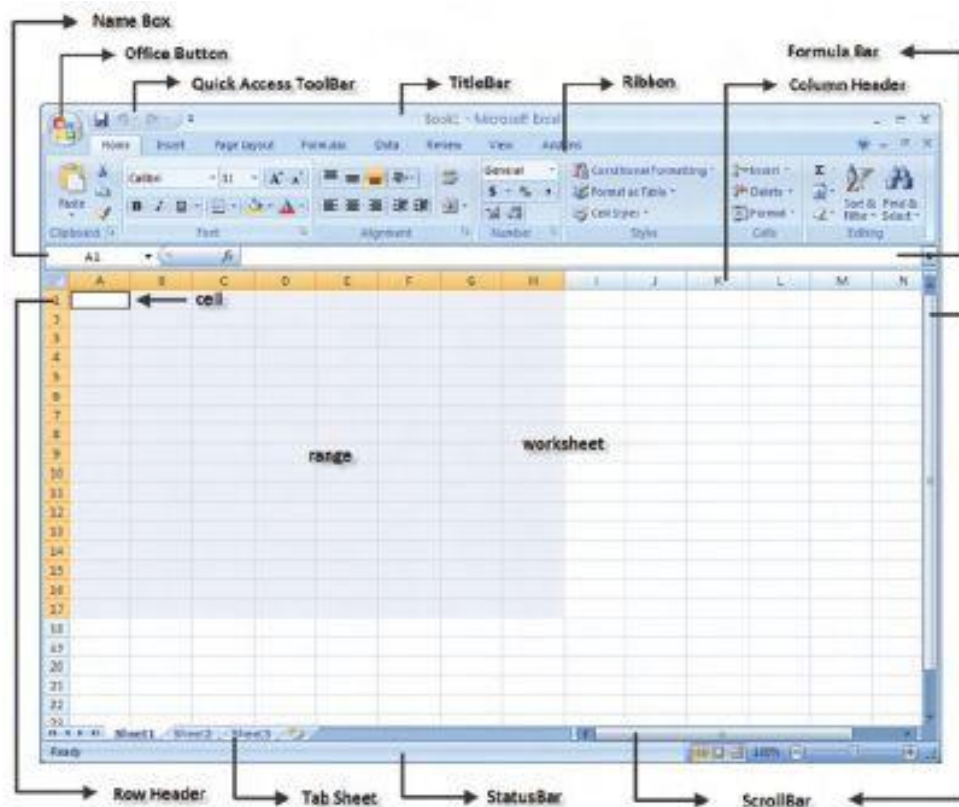 Name Box
Office Button
Formula Bar
Quick Access ToolBar TitleBar Ribbon Column Header
Book1 - Microsoft Excel
Home Insert Page Layout Formulas Data Review View Add-Ins
Calibri 11 General Conditional Formatting Insert Σ
Paste $ % , Format as Table Delete Sort & Find &
B I U A Cell Styles Format Filter Select
Clipboard Font Alignment Number Styles Cells Editing
A1 fx
A B C D E F G H I J K L M N
1 cell
2
3
4
5
6
7
8 worksheet
9 range
10
11
12
13
14
15
16
17
18
19
20
21
22
23
Sheet1 Sheet2 Sheet3
Ready 100%
Row Header Tab Sheet StatusBar ScrollBar